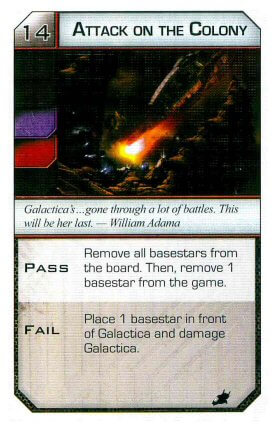 14 ATTACK ON THE COLONY
Galactica's...gone through a lot of battles. This
will be her last. — William Adama
PASS
Remove all basestars from
the board. Then, remove 1
basestar from the game.
FAIL
Place 1 basestar in front
of Galactica and damage
Galactica.